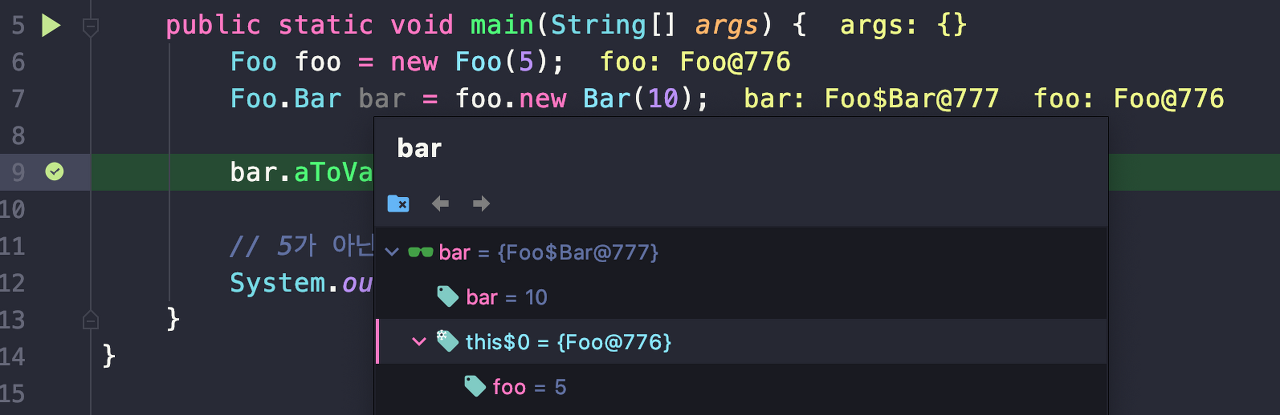 5 public static void main(String[] args) { args: {}
6 Foo foo = new Foo(5); foo: Foo@776
7 Foo.Bar bar = foo.new Bar(10); bar: Foo$Bar@777 foo: Foo@776
8
bar
9 bar.aToVa
10
bar = {Foo$Bar@777}
11 // 5가 아닌
12 System.ou
bar = 10
13 }
this$0 = {Foo@776}
14 }
foo = 5
15